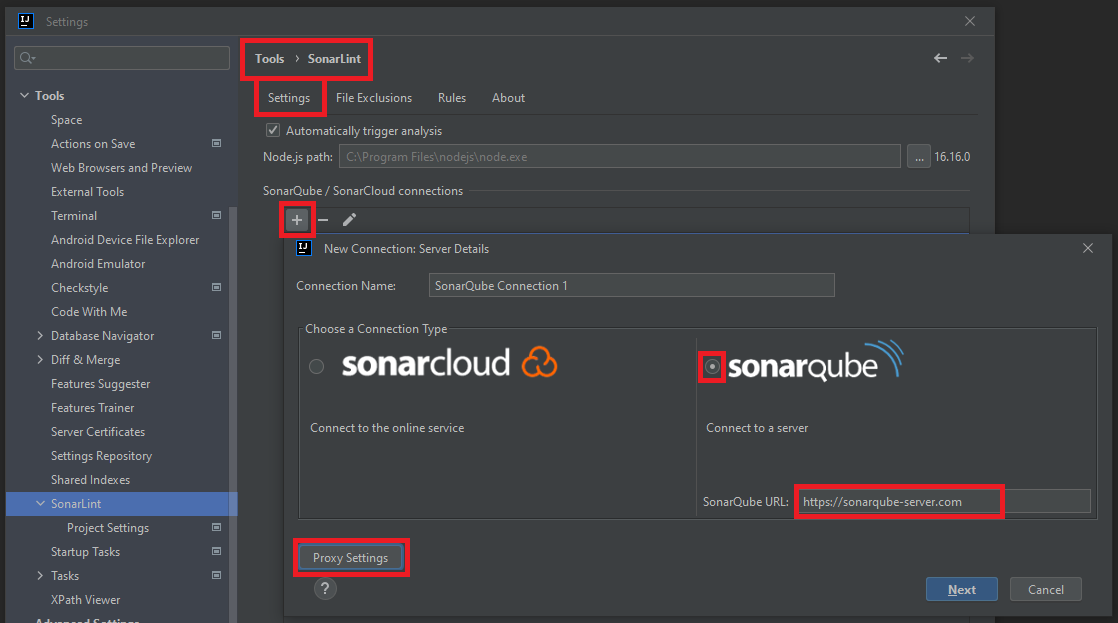 Settings
Tools › SonarLint
Settings File Exclusions Rules About
Automatically trigger analysis
Node.js path: C:\Program Files\nodejs\node.exe ... 16.16.0
SonarQube / SonarCloud connections
Tools
Space
Actions on Save
Web Browsers and Preview
External Tools
Terminal
Android Device File Explorer
Android Emulator
Checkstyle
Code With Me
Database Navigator
Diff & Merge
Features Suggester
Features Trainer
Server Certificates
Settings Repository
Shared Indexes
SonarLint
Project Settings
Startup Tasks
Tasks
XPath Viewer
Advanced Settings
New Connection: Server Details
Connection Name: SonarQube Connection 1
Choose a Connection Type
sonarcloud
sonarqube
Connect to the online service
Connect to a server
SonarQube URL: https://sonarqube-server.com
Proxy Settings
?
Next Cancel